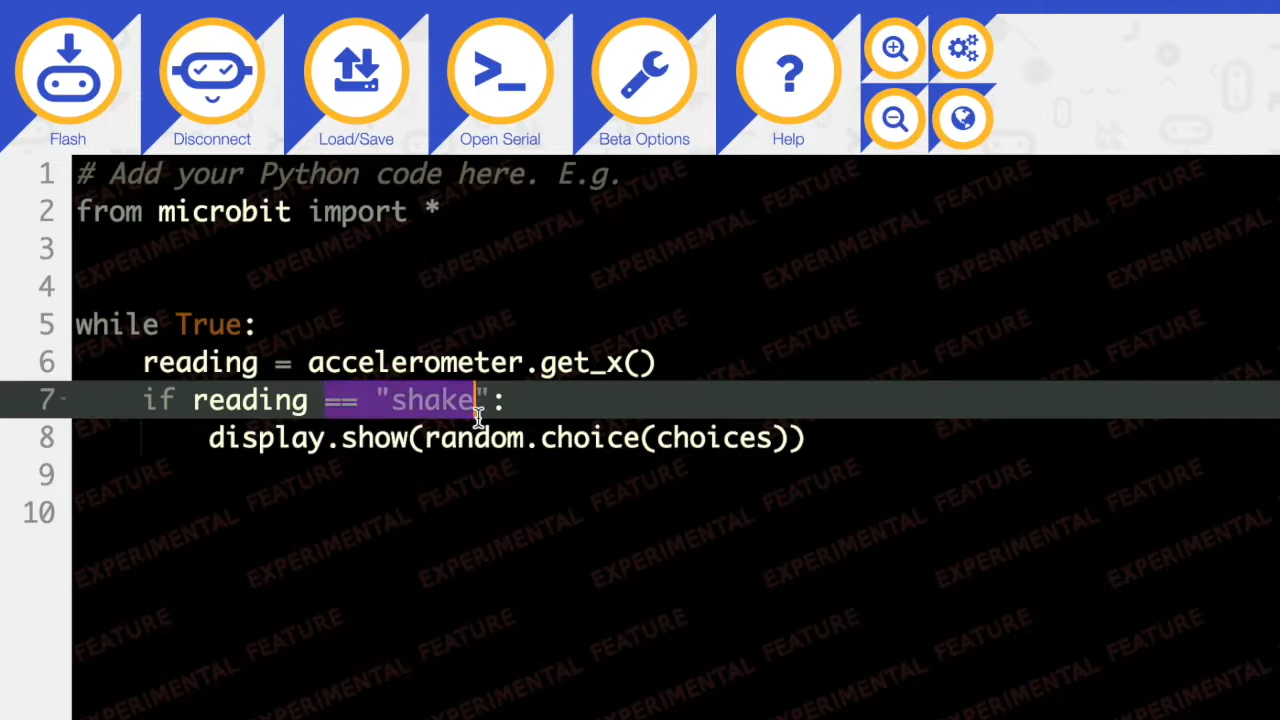 Flash
Disconnect
Load/Save
Open Serial
Beta Options
Help
1 # Add your Python code here. E.g.
2 from microbit import *
3
4
5 while True:
6 reading = accelerometer.get_x()
7 if reading == "shake":
8 display.show(random.choice(choices))
9
10
EXPERIMENTAL FEATURE